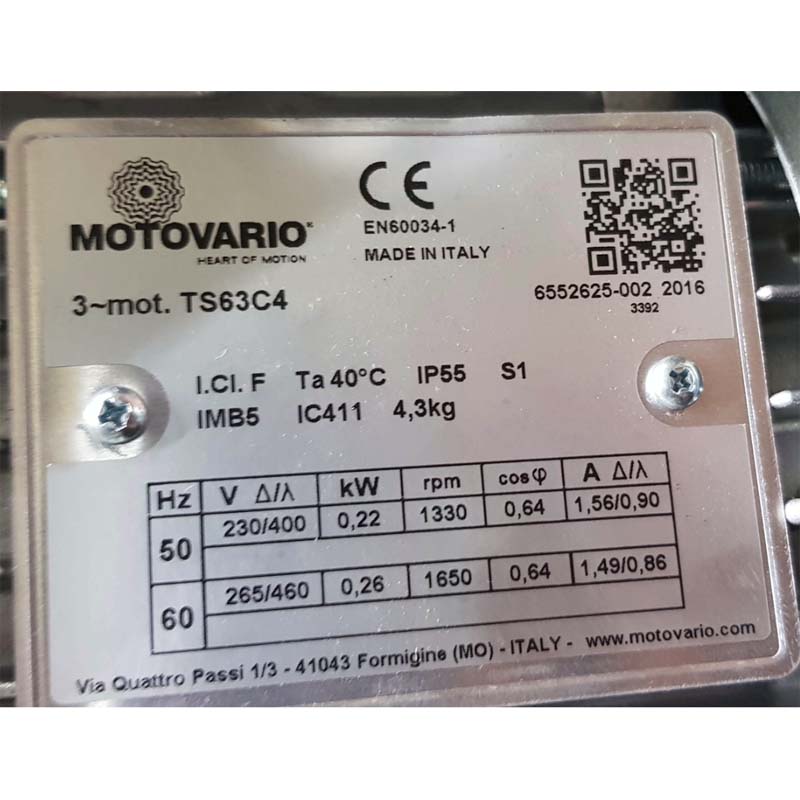 MOTOVARIO®
HEART OF MOTION
CE
EN60034-1
MADE IN ITALY
6552625-002 2016
3392
3~mot. TS63C4
I.Cl. F Ta 40°C IP55 S1
IMB5 IC411 4,3kg
Hz V Δ/⅄ kW rpm cosφ A Δ/⅄
50 230/400 0,22 1330 0,64 1,56/0,90
60 265/460 0,26 1650 0,64 1,49/0,86
Via Quattro Passi 1/3 - 41043 Formigine (MO) - ITALY - www.motovario.com